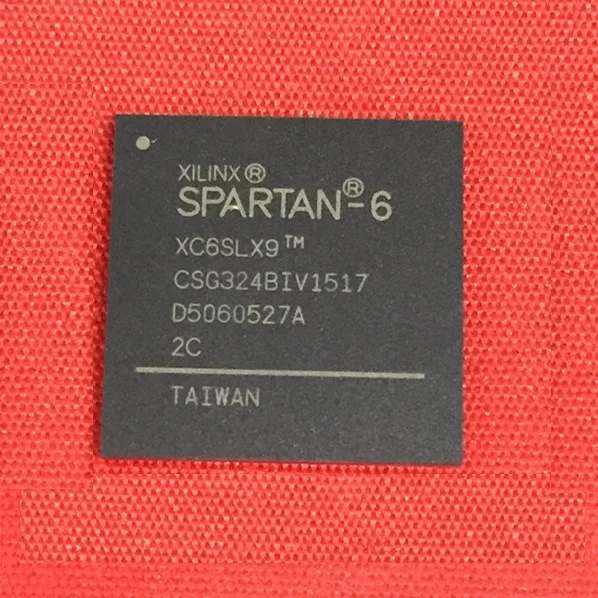 XILINX®
SPARTAN®-6
XC6SLX9™
CSG324BIV1517
D5060527A
2C
TAIWAN